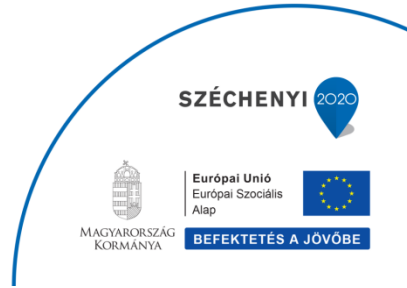 SZÉCHENYI 2020
Európai Unió
Európai Szociális
Alap
MAGYARORSZÁG
KORMÁNYA
BEFEKTETÉS A JÖVŐBE